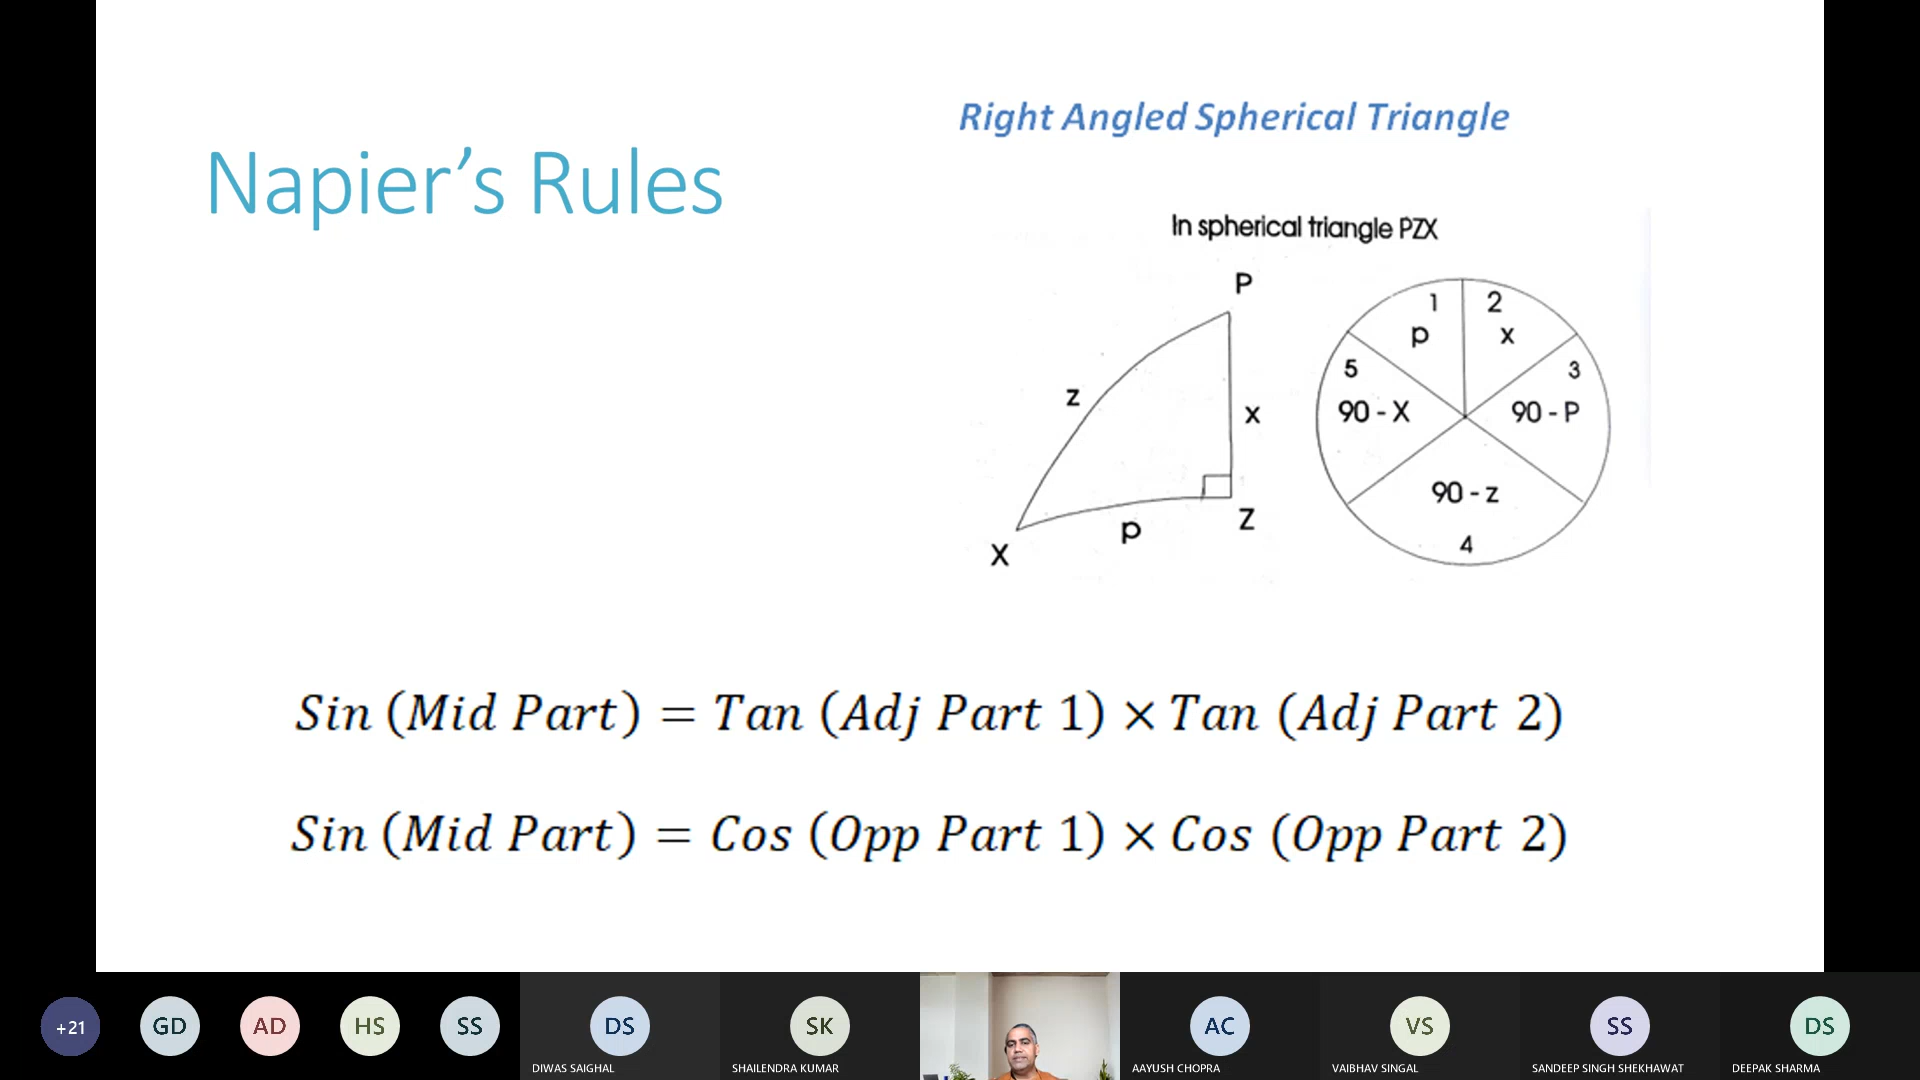 Right Angled Spherical Triangle
Napier's Rules
In spherical triangle PZX
P
z
x
X
p
Z
1
p
2
x
5
90 - X
3
90 - P
90 - z
4
Sin (Mid Part) = Tan (Adj Part 1) × Tan (Adj Part 2)
Sin (Mid Part) = Cos (Opp Part 1) × Cos (Opp Part 2)
+21
GD
AD
HS
SS
DS
DIWAS SAIGHAL
SK
SHAILENDRA KUMAR
AC
AAYUSH CHOPRA
VS
VAIBHAV SINGAL
SS
SANDEEP SINGH SHEKHAWAT
DS
DEEPAK SHARMA